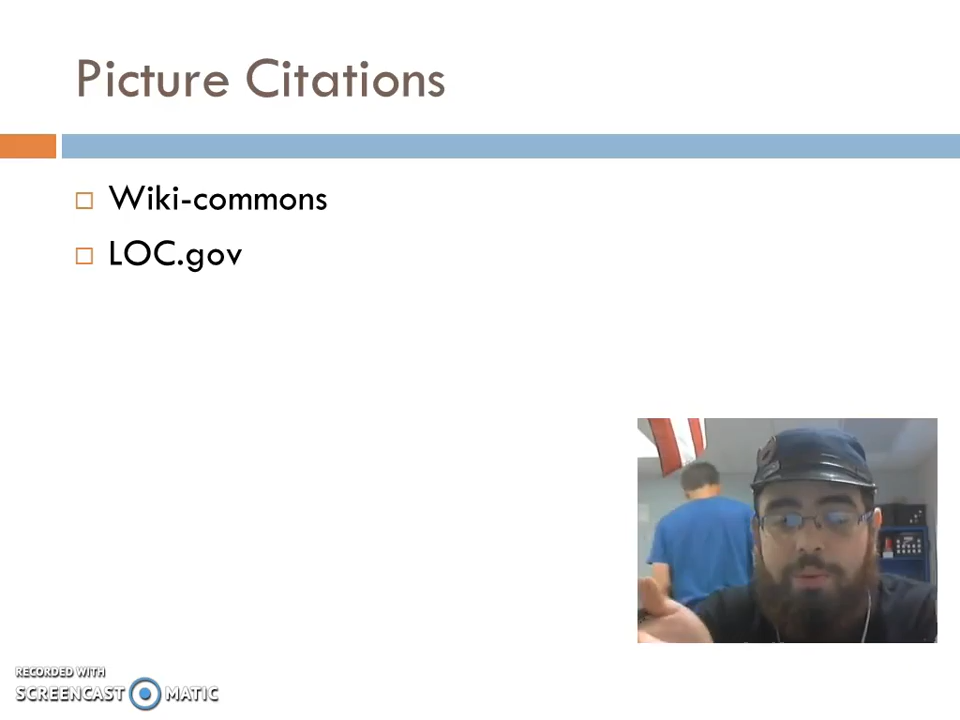 Picture Citations
Wiki-commons
LOC.gov
RECORDED WITH
SCREENCAST MATIC